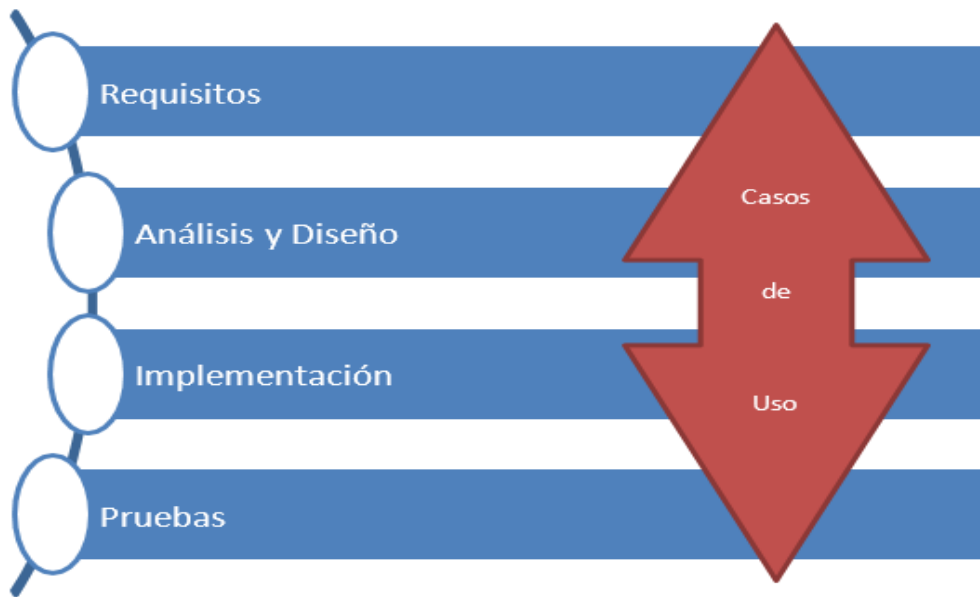 Requisitos
Análisis y Diseño
Implementación
Pruebas
Casos
de
Uso